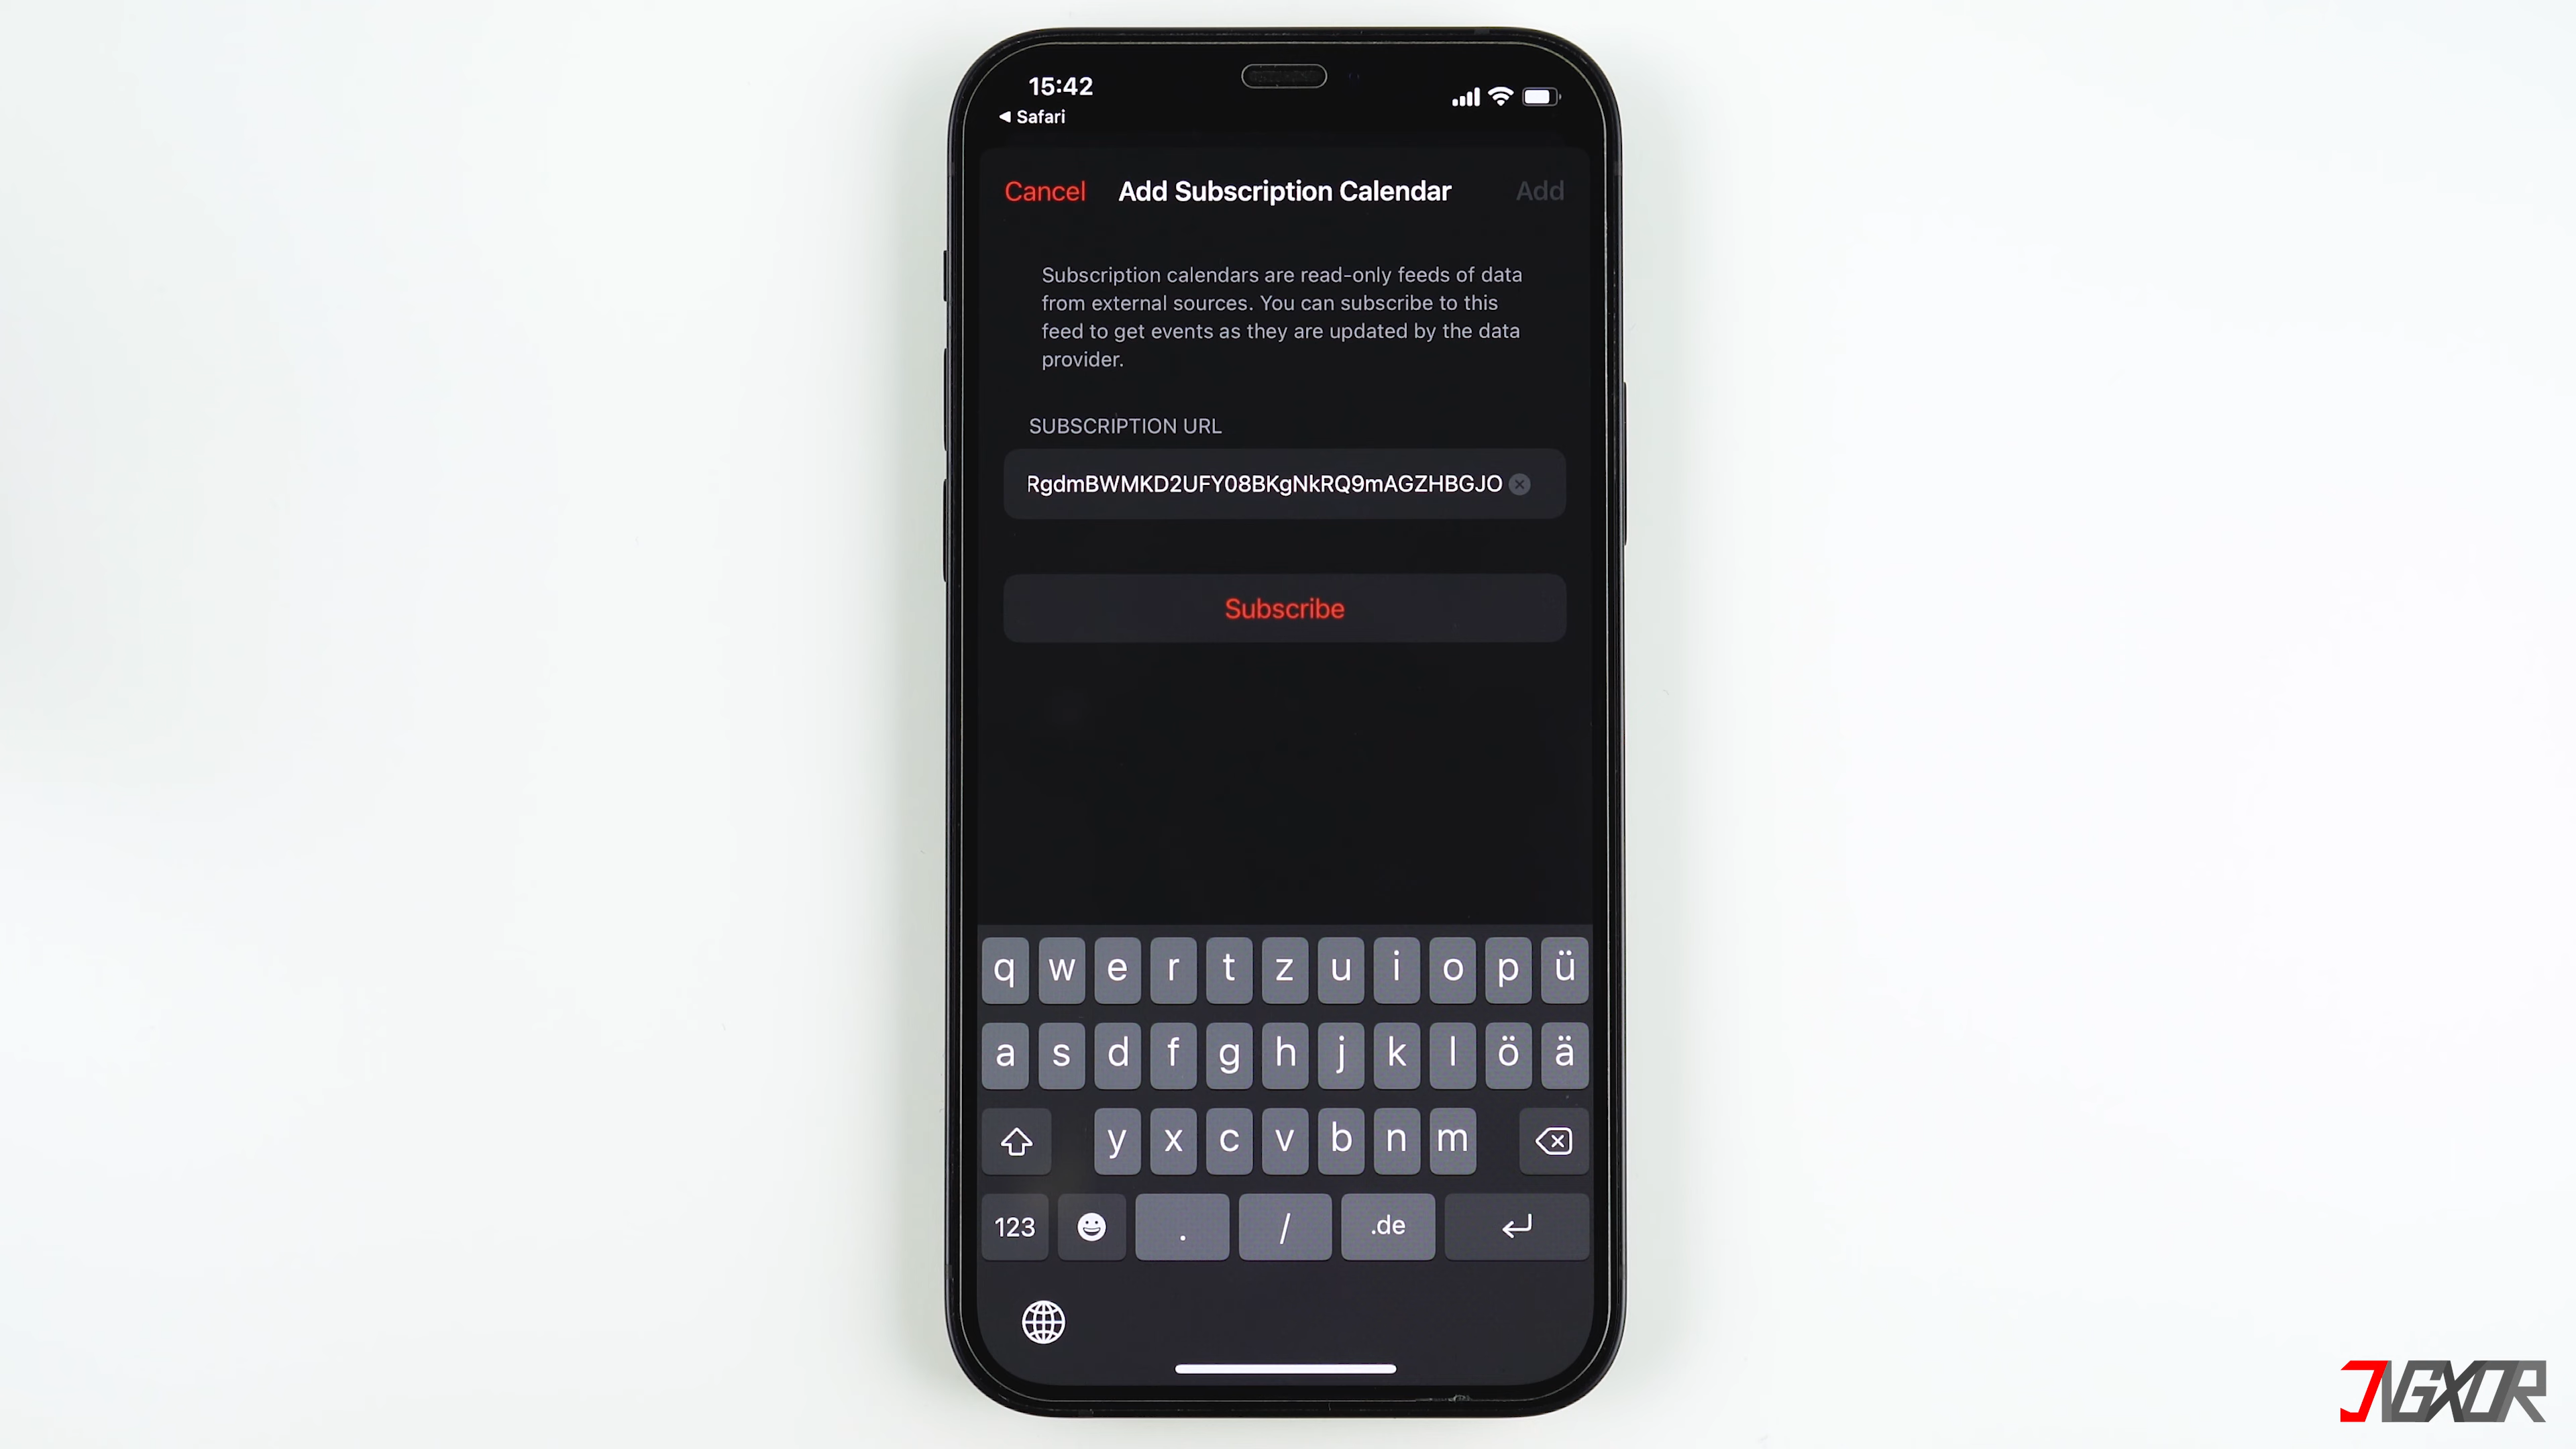 15:42
Safari
Cancel Add Subscription Calendar Add
Subscription calendars are read-only feeds of data
from external sources. You can subscribe to this
feed to get events as they are updated by the data
provider.
SUBSCRIPTION URL
RgdmBWMKD2UFY08BKgNkRQ9mAGZHBGJO
Subscribe
q w e r t z u i o p ü
a s d f g h j k l ö ä
y x c v b n m
123 . / .de
JNGXOR